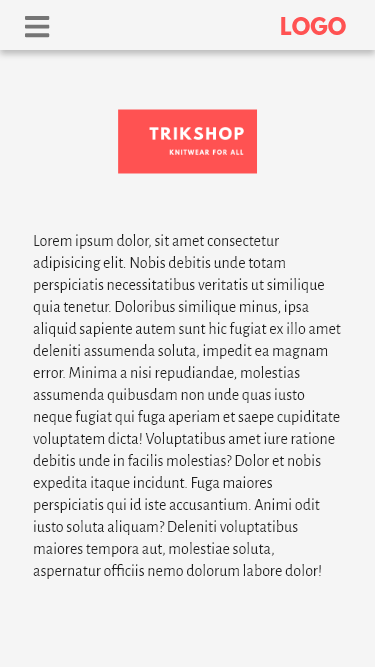 LOGO
TRIKSHOP
KNITWEAR FOR ALL
Lorem ipsum dolor, sit amet consectetur
adipisicing elit. Nobis debitis unde totam
perspiciatis necessitatibus veritatis ut similique
quia tenetur. Doloribus similique minus, ipsa
aliquid sapiente autem sunt hic fugiat ex illo amet
deleniti assumenda soluta, impedit ea magnam
error. Minima a nisi repudiandae, molestias
assumenda quibusdam non unde quas iusto
neque fugiat qui fuga aperiam et saepe cupiditate
voluptatem dicta! Voluptatibus amet iure ratione
debitis unde in facilis molestias? Dolor et nobis
expedita itaque incidunt. Fuga maiores
perspiciatis qui id iste accusantium. Animi odit
iusto soluta aliquam? Deleniti voluptatibus
maiores tempora aut, molestiae soluta,
aspernatur officiis nemo dolorum labore dolor!